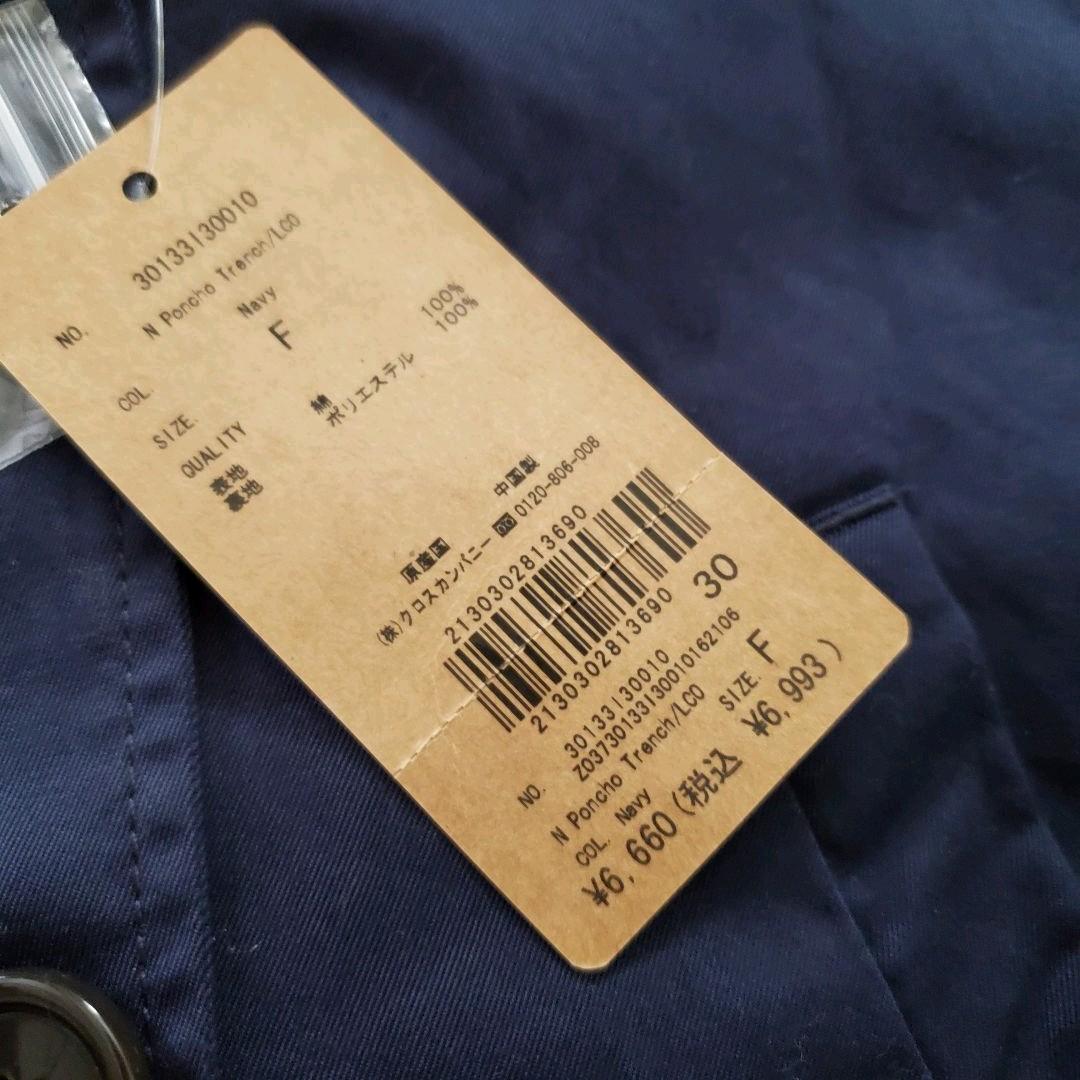 NO. 30133130010
N Poncho Trench/LCO
COL. Navy
SIZE. F
QUALITY
表地 綿 100%
裏地 ポリエステル 100%
原産国 中国製
(株)クロスカンパニー 0120-806-008
2130302813690
2130302813690
30
NO. 30133130010
Z03730133130010162106
N Poncho Trench/LCO
COL. Navy SIZE. F
¥6,660(税込 ¥6,993)